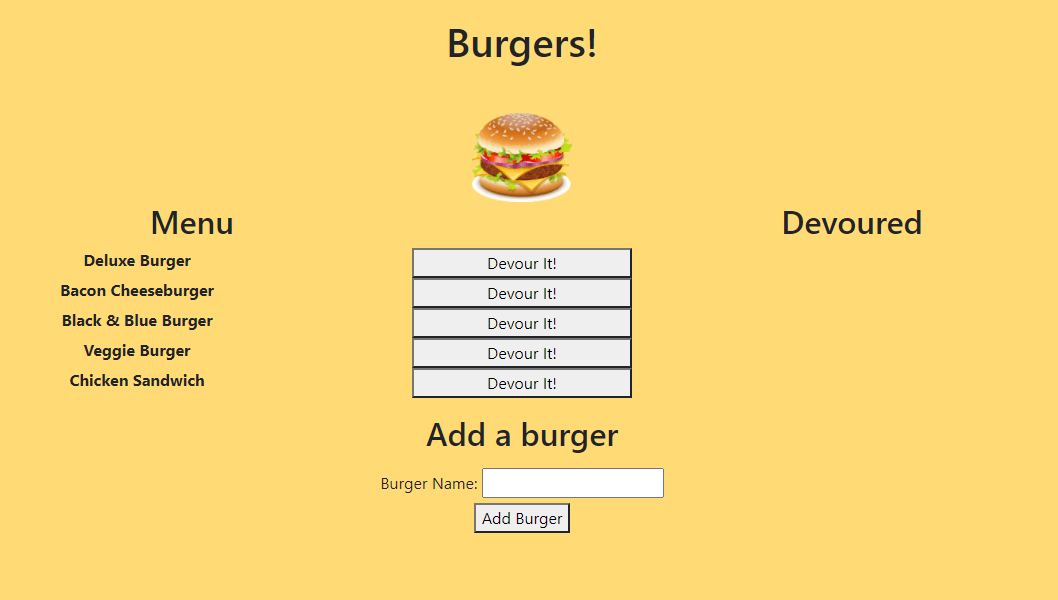 Burgers!
Menu
Devoured
Deluxe Burger
Devour It!
Bacon Cheeseburger
Devour It!
Black & Blue Burger
Devour It!
Veggie Burger
Devour It!
Chicken Sandwich
Devour It!
Add a burger
Burger Name:
Add Burger